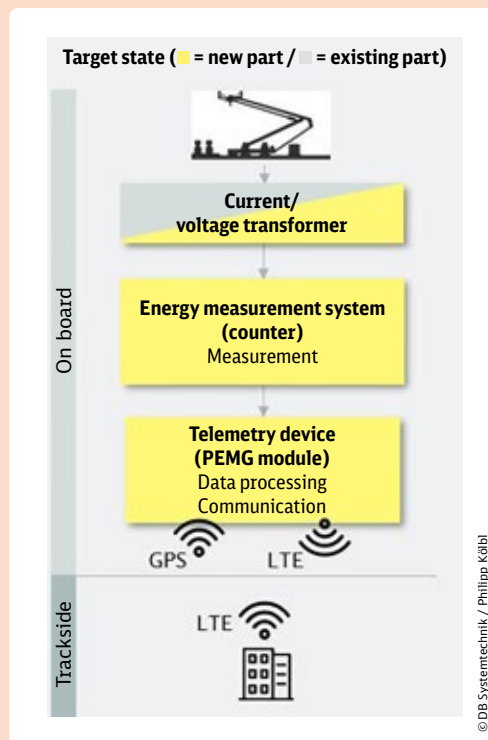 Target state (= new part / = existing part)
Current/
voltage transformer
Energy measurement system
(counter)
Measurement
Telemetry device
(PEMG module)
Data processing
Communication
GPS
LTE
On board
LTE
Trackside
© DB Systemtechnik / Philipp Kölbl